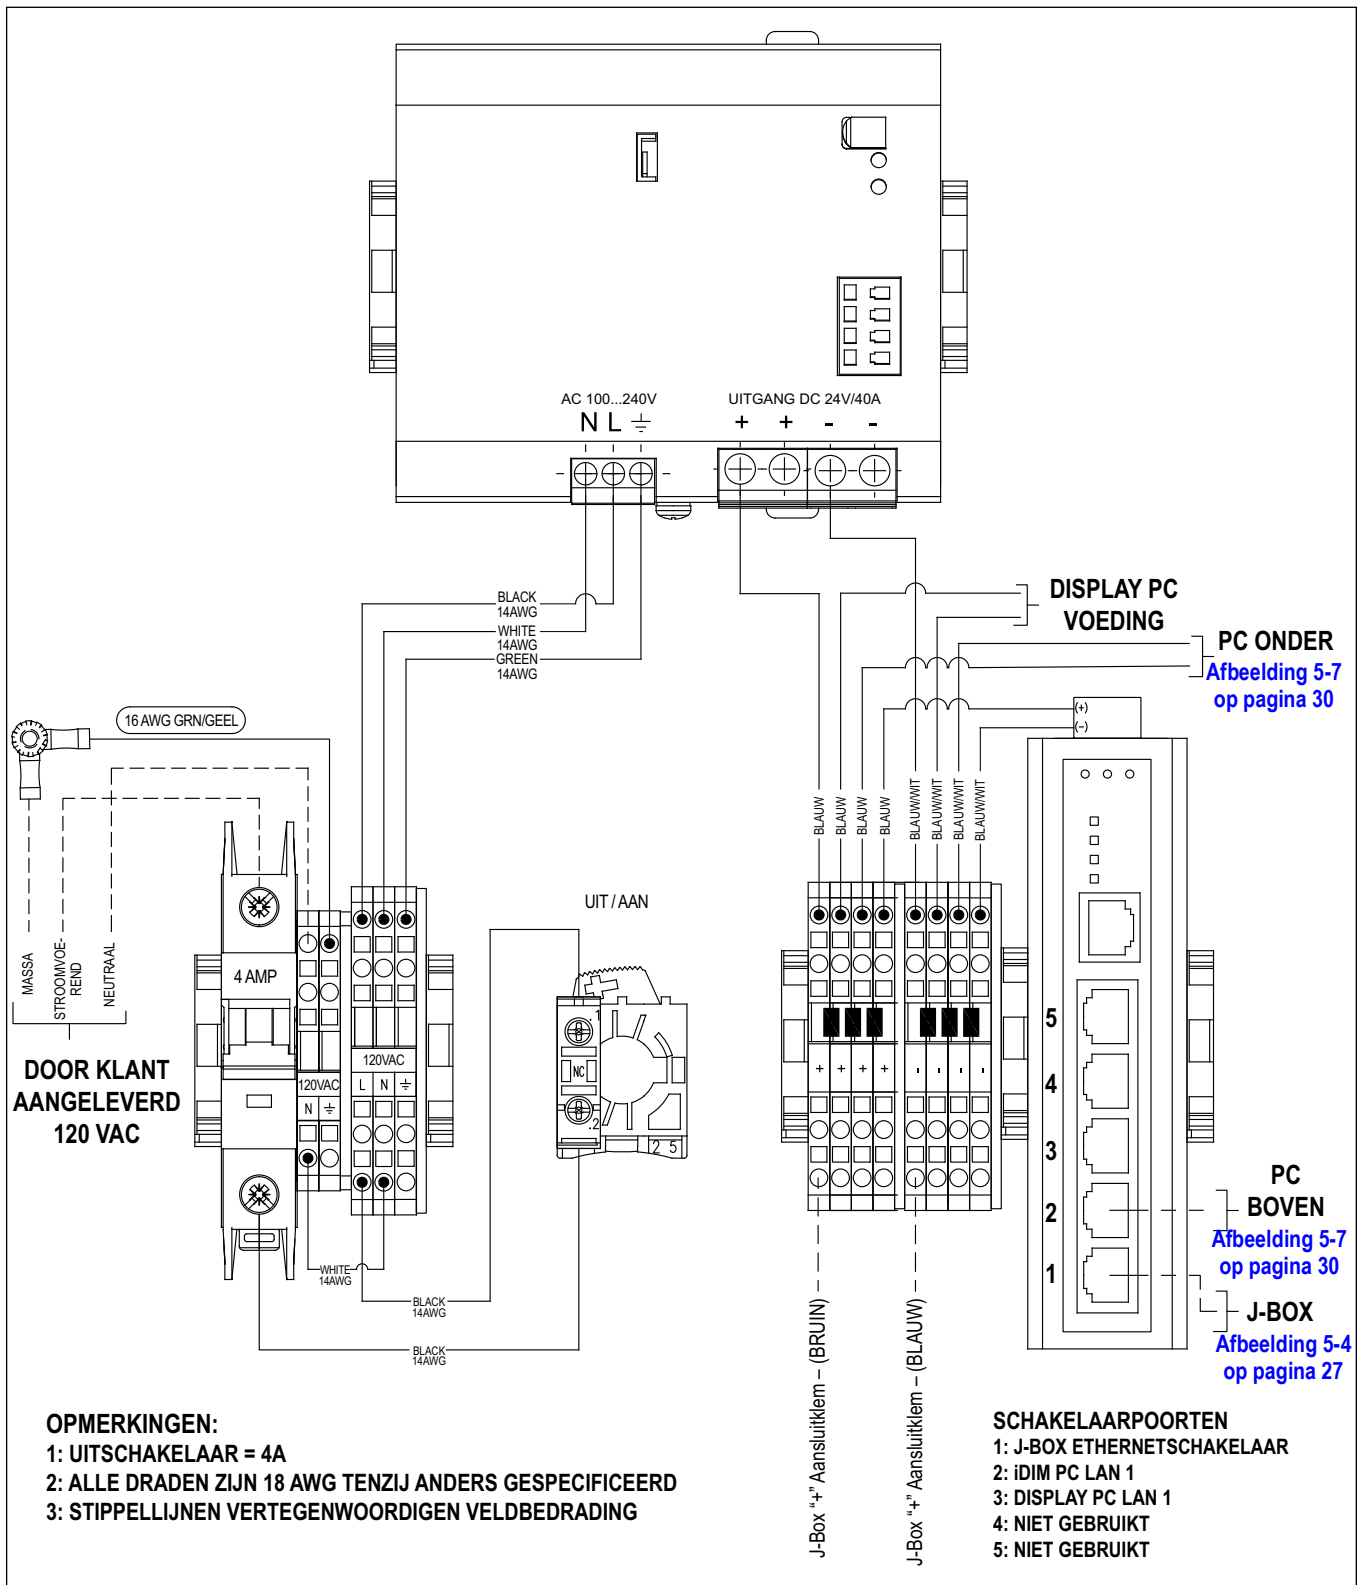 AC 100...240V
UITGANG DC 24V/40A
N L
+ + - -
BLACK
14AWG
WHITE
14AWG
GREEN
14AWG
DISPLAY PC
VOEDING
PC ONDER
Afbeelding 5-7
op pagina 30
16 AWG GRN/GEEL
(+)
(-)
BLAUW
BLAUW
BLAUW
BLAUW
BLAUW/WIT
BLAUW/WIT
BLAUW/WIT
BLAUW/WIT
MASSA
STROOMVOE-
REND
NEUTRAAL
DOOR KLANT
AANGELEVERD
120 VAC
4 AMP
120VAC
N
120VAC
L N
UIT / AAN
.1
NC
.2
2 5
+ + + +
- - - -
5
4
3
2
1
PC
BOVEN
Afbeelding 5-7
op pagina 30
J-BOX
Afbeelding 5-4
op pagina 27
WHITE
14AWG
BLACK
14AWG
BLACK
14AWG
J-Box “+” Aansluitklem – (BRUIN)
J-Box “+” Aansluitklem – (BLAUW)
OPMERKINGEN:
1: UITSCHAKELAAR = 4A
2: ALLE DRADEN ZIJN 18 AWG TENZIJ ANDERS GESPECIFICEERD
3: STIPPELLIJNEN VERTEGENWOORDIGEN VELDBEDRADING
SCHAKELAARPOORTEN
1: J-BOX ETHERNETSCHAKELAAR
2: iDIM PC LAN 1
3: DISPLAY PC LAN 1
4: NIET GEBRUIKT
5: NIET GEBRUIKT